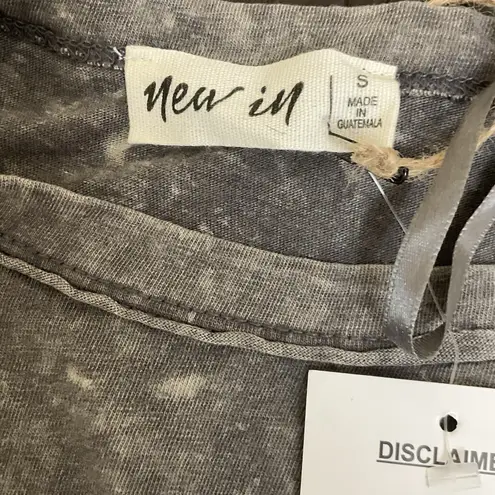 new in
S
MADE
IN
GUATEMALA
DISCLAIME